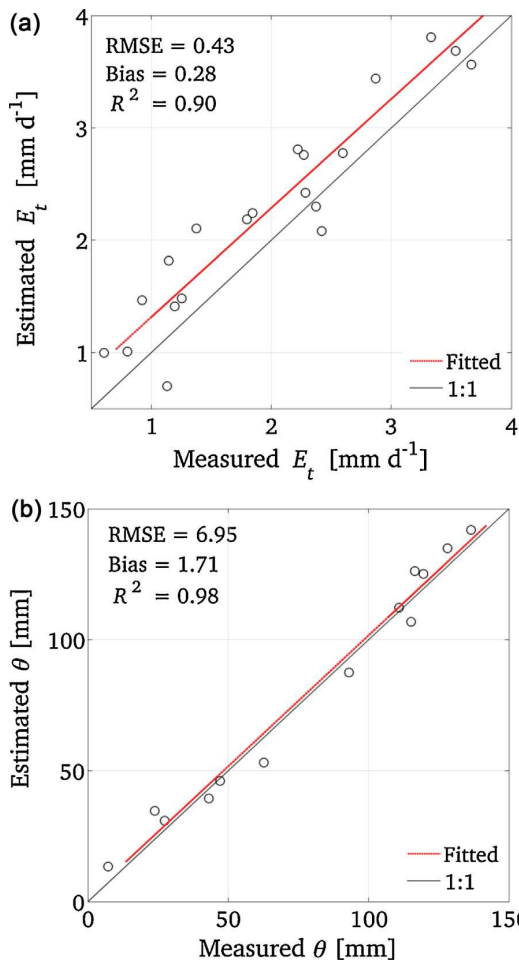 (a)
RMSE = 0.43
Bias = 0.28
R² = 0.90
Estimated E_t [mm d⁻¹]
4
3
2
1
Fitted
1:1
1 2 3 4
Measured E_t [mm d⁻¹]
(b)
RMSE = 6.95
Bias = 1.71
R² = 0.98
Estimated θ [mm]
150
100
50
0
Fitted
1:1
0 50 100 150
Measured θ [mm]